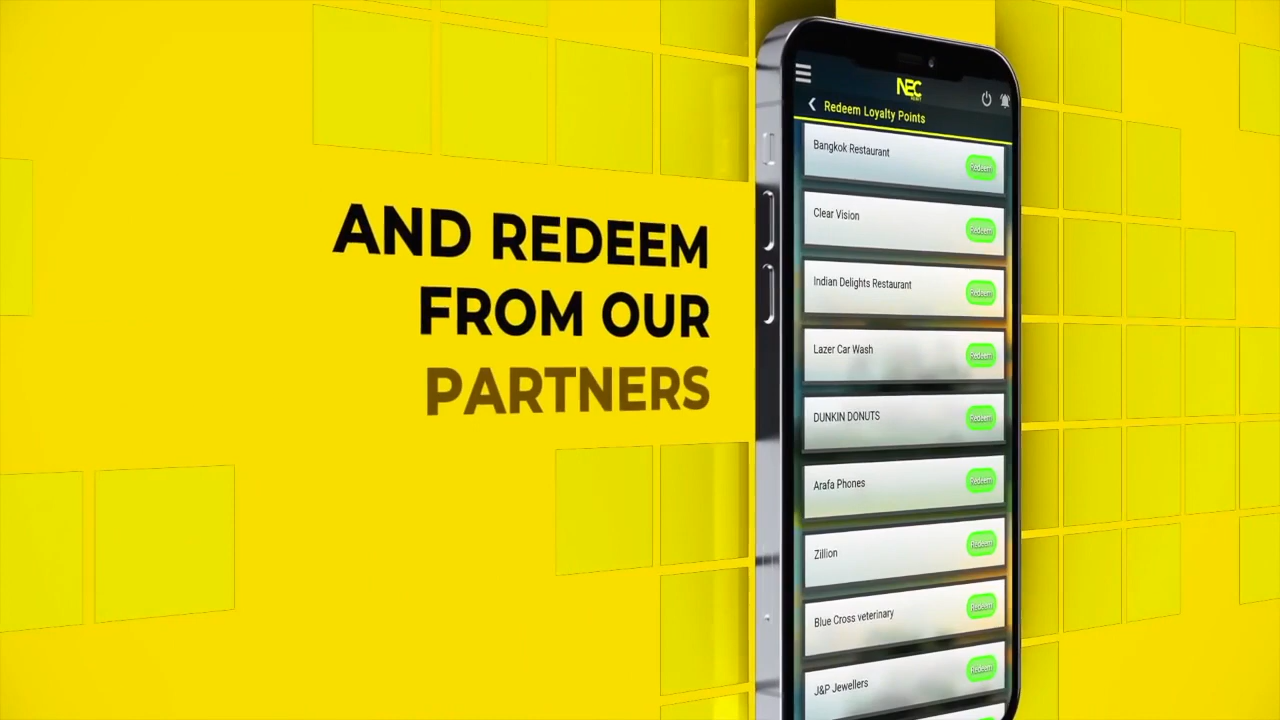 AND REDEEM
FROM OUR
PARTNERS
NEC
Redeem Loyalty Points
Bangkok Restaurant
Redeem
Clear Vision
Redeem
Indian Delights Restaurant
Redeem
Lazer Car Wash
Redeem
DUNKIN DONUTS
Redeem
Arafa Phones
Redeem
Zillion
Redeem
Blue Cross veterinary
Redeem
J&P Jewellers
Redeem